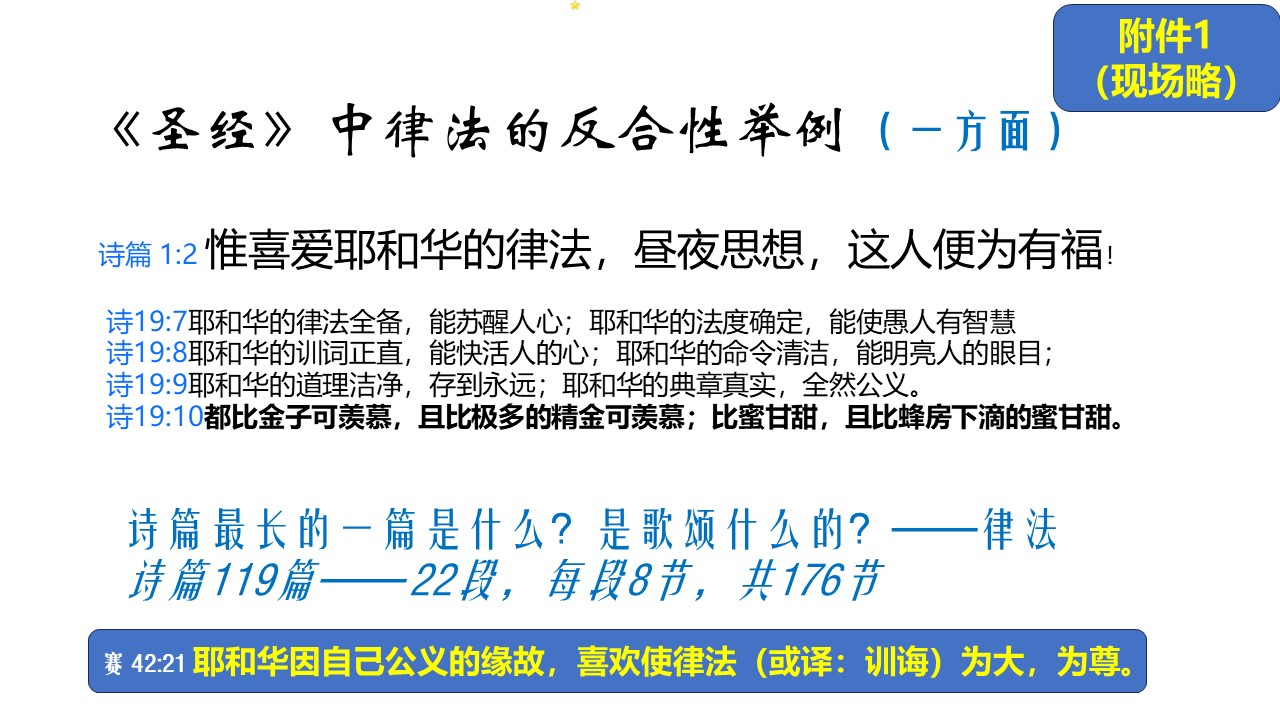 附件1
（现场略）
《圣经》中律法的反合性举例（一方面）
诗篇 1:2 惟喜爱耶和华的律法，昼夜思想，这人便为有福！
诗19:7耶和华的律法全备，能苏醒人心；耶和华的法度确定，能使愚人有智慧
诗19:8耶和华的训词正直，能快活人的心；耶和华的命令清洁，能明亮人的眼目；
诗19:9耶和华的道理洁净，存到永远；耶和华的典章真实，全然公义。
诗19:10都比金子可羡慕，且比极多的精金可羡慕；比蜜甘甜，且比蜂房下滴的蜜甘甜。
诗篇最长的一篇是什么？是歌颂什么的？——律法
诗篇119篇——22段，每段8节，共176节
赛 42:21 耶和华因自己公义的缘故，喜欢使律法（或译：训诲）为大，为尊。